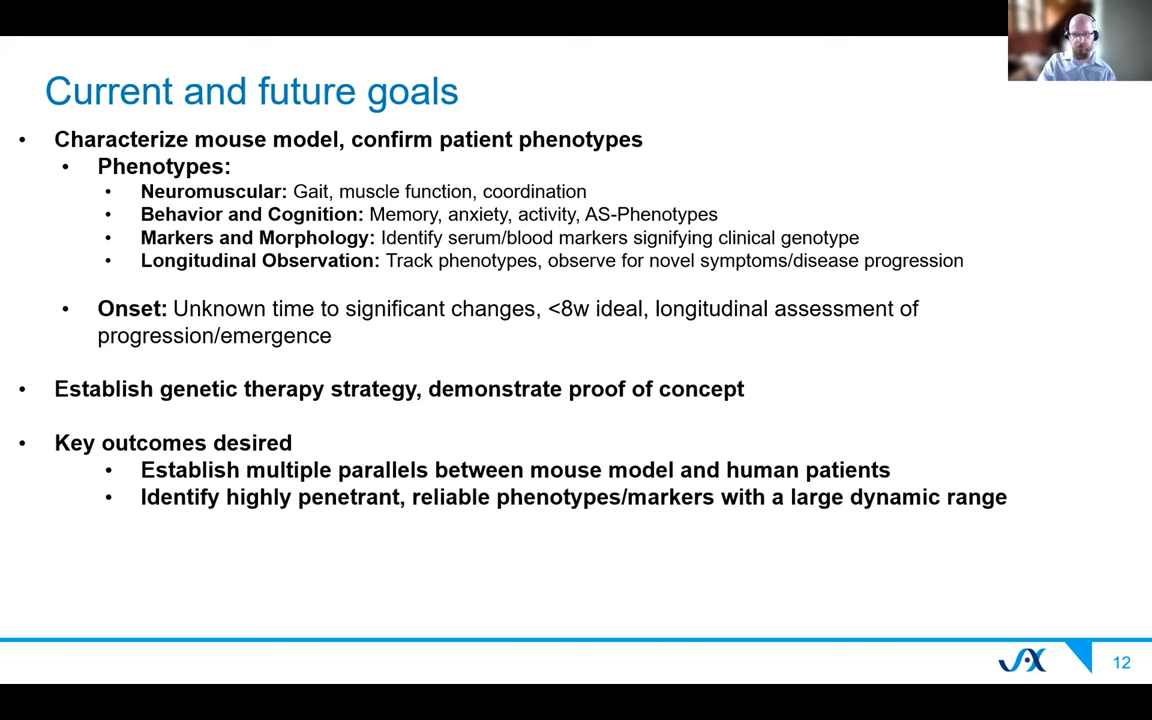 Current and future goals
• Characterize mouse model, confirm patient phenotypes
• Phenotypes:
• Neuromuscular: Gait, muscle function, coordination
• Behavior and Cognition: Memory, anxiety, activity, AS-Phenotypes
• Markers and Morphology: Identify serum/blood markers signifying clinical genotype
• Longitudinal Observation: Track phenotypes, observe for novel symptoms/disease progression
• Onset: Unknown time to significant changes, <8w ideal, longitudinal assessment of
progression/emergence
• Establish genetic therapy strategy, demonstrate proof of concept
• Key outcomes desired
• Establish multiple parallels between mouse model and human patients
• Identify highly penetrant, reliable phenotypes/markers with a large dynamic range
JAX
12